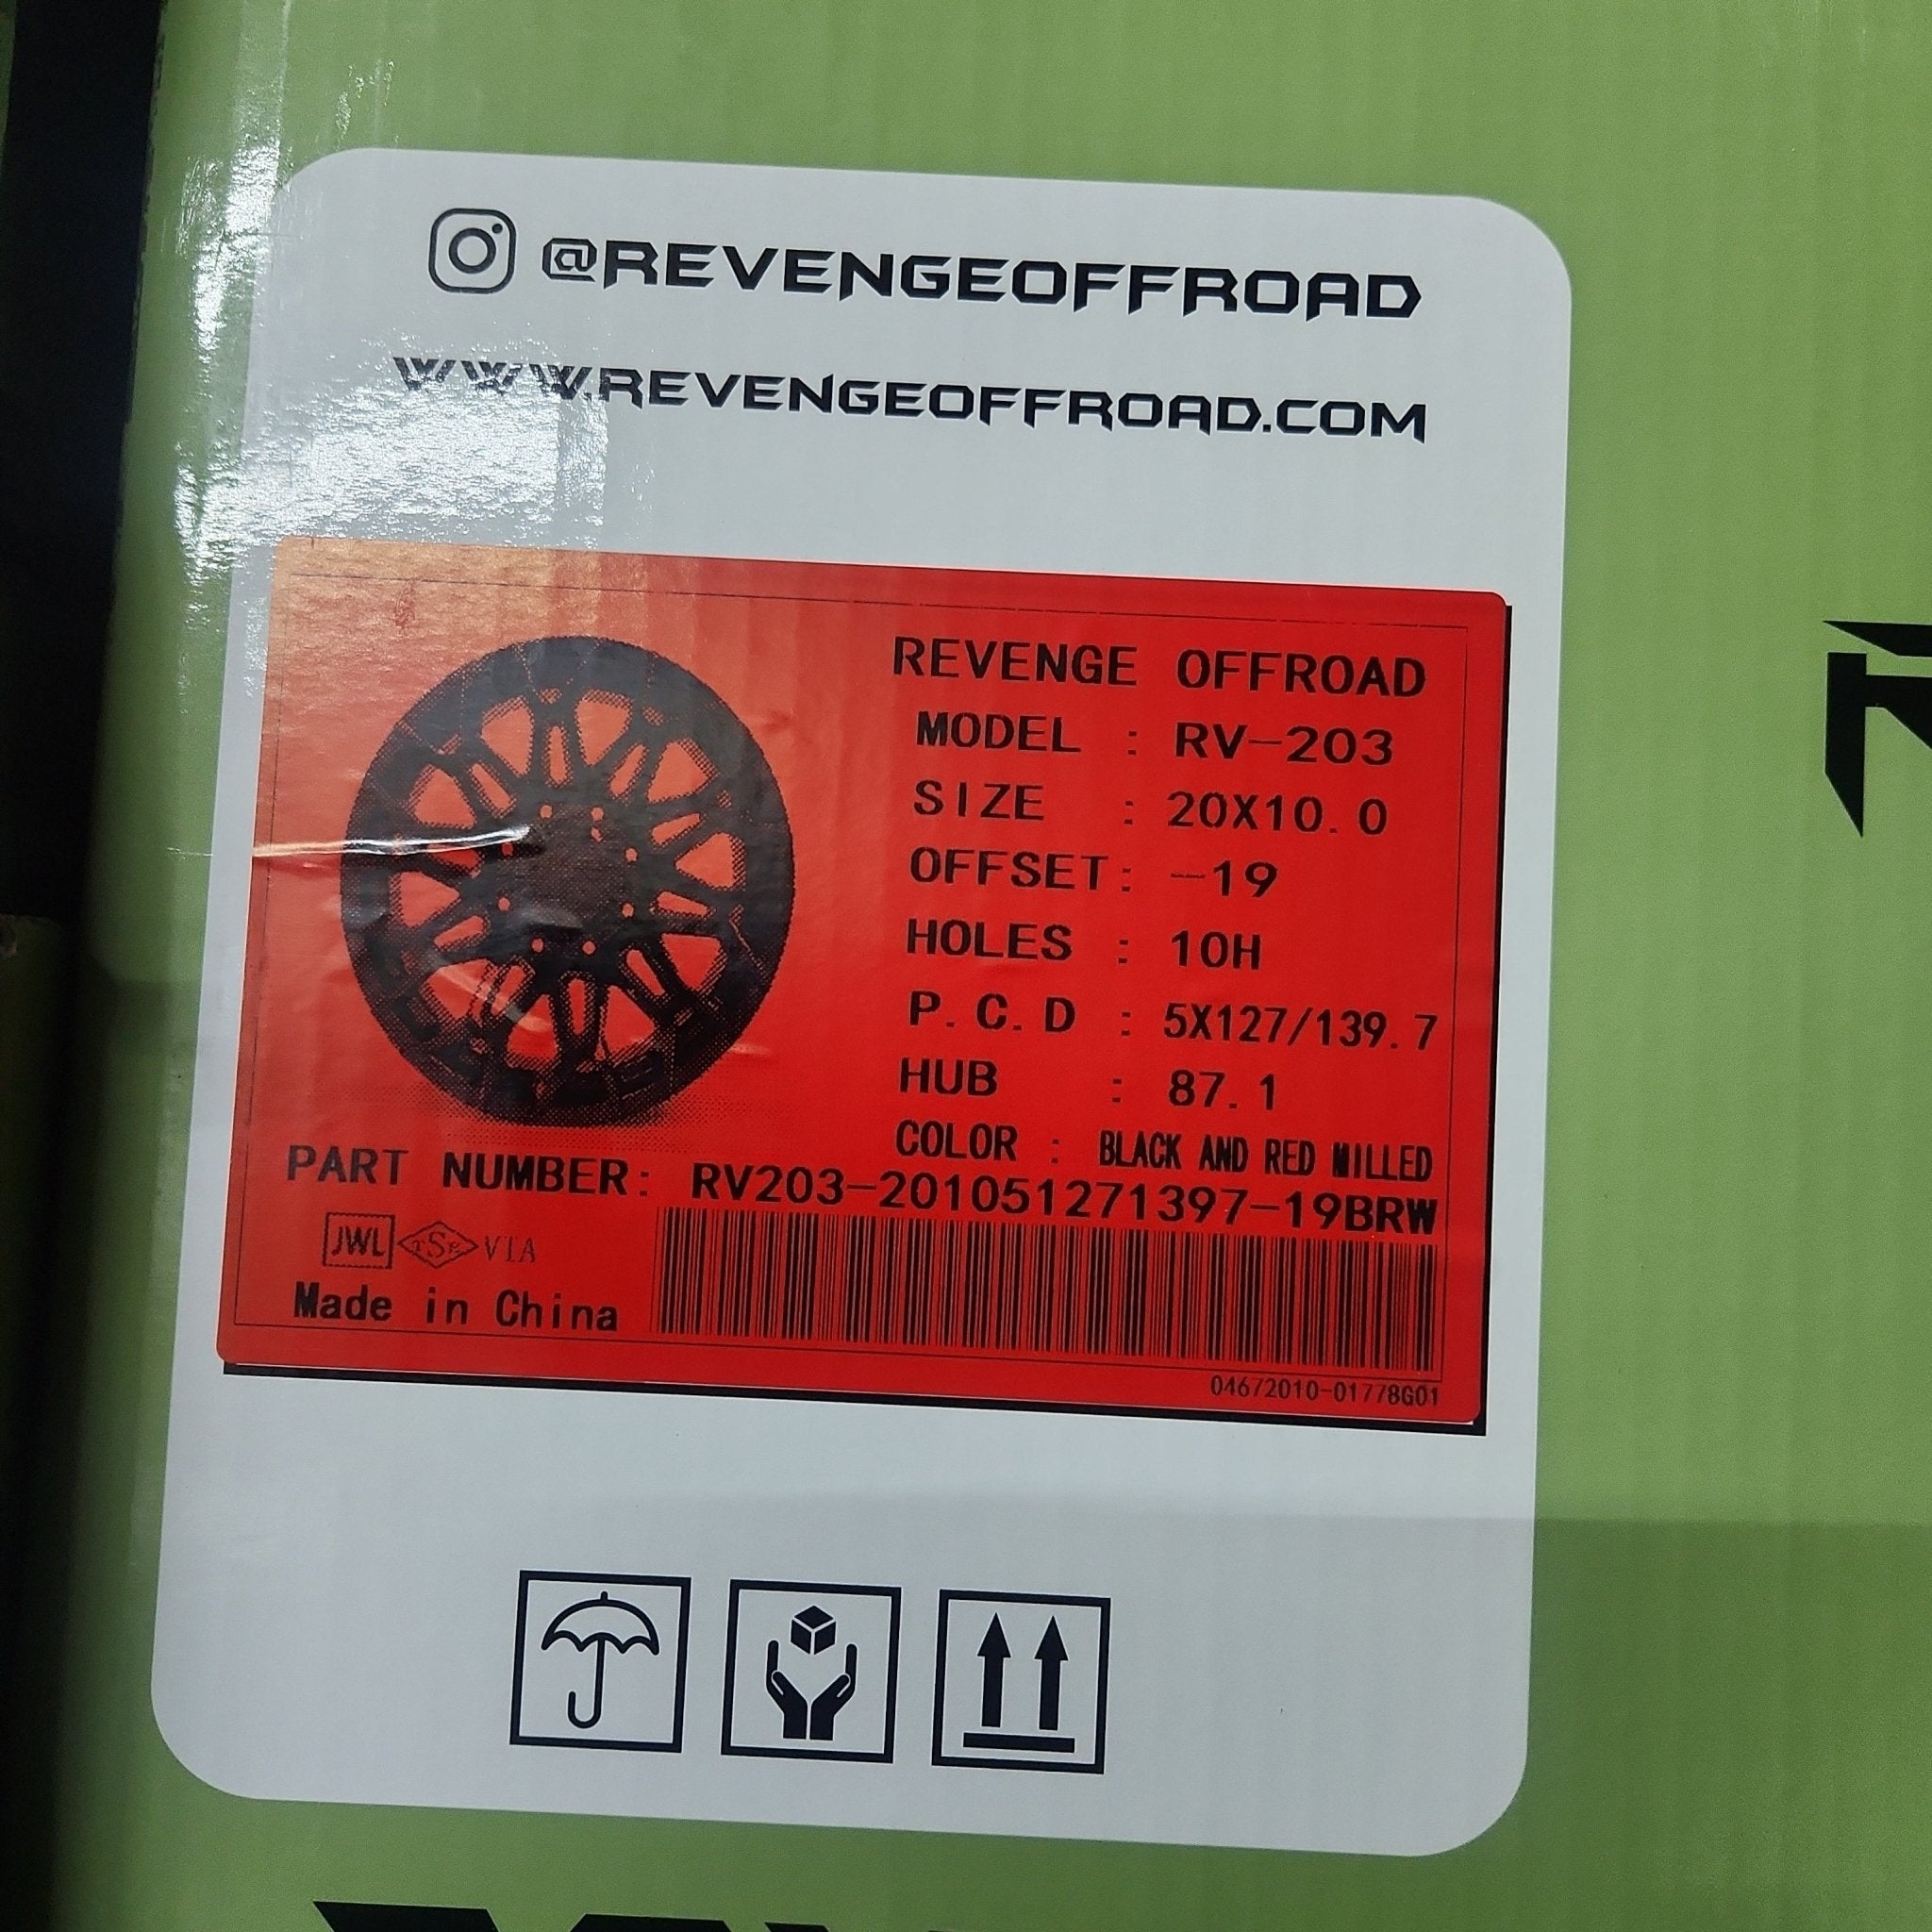 @REVENGEOFFROAD
WWW.REVENGEOFFROAD.COM
REVENGE OFFROAD
MODEL : RV-203
SIZE : 20X10.0
OFFSET: -19
HOLES : 10H
P.C.D : 5X127/139.7
HUB : 87.1
COLOR : BLACK AND RED MILLED
PART NUMBER: RV203-201051271397-19BRW
JWL TSE VIA
Made in China
04672010-01778G01